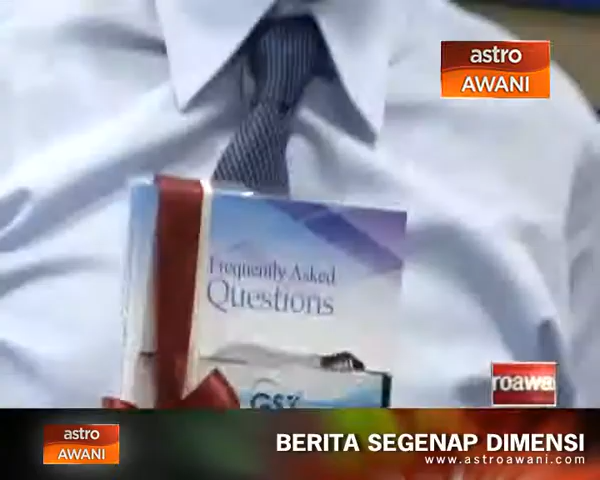 astro
AWANI
Frequently Asked
Questions
GST
roawa
astro
AWANI
BERITA SEGENAP DIMENSI
www.astroawani.com